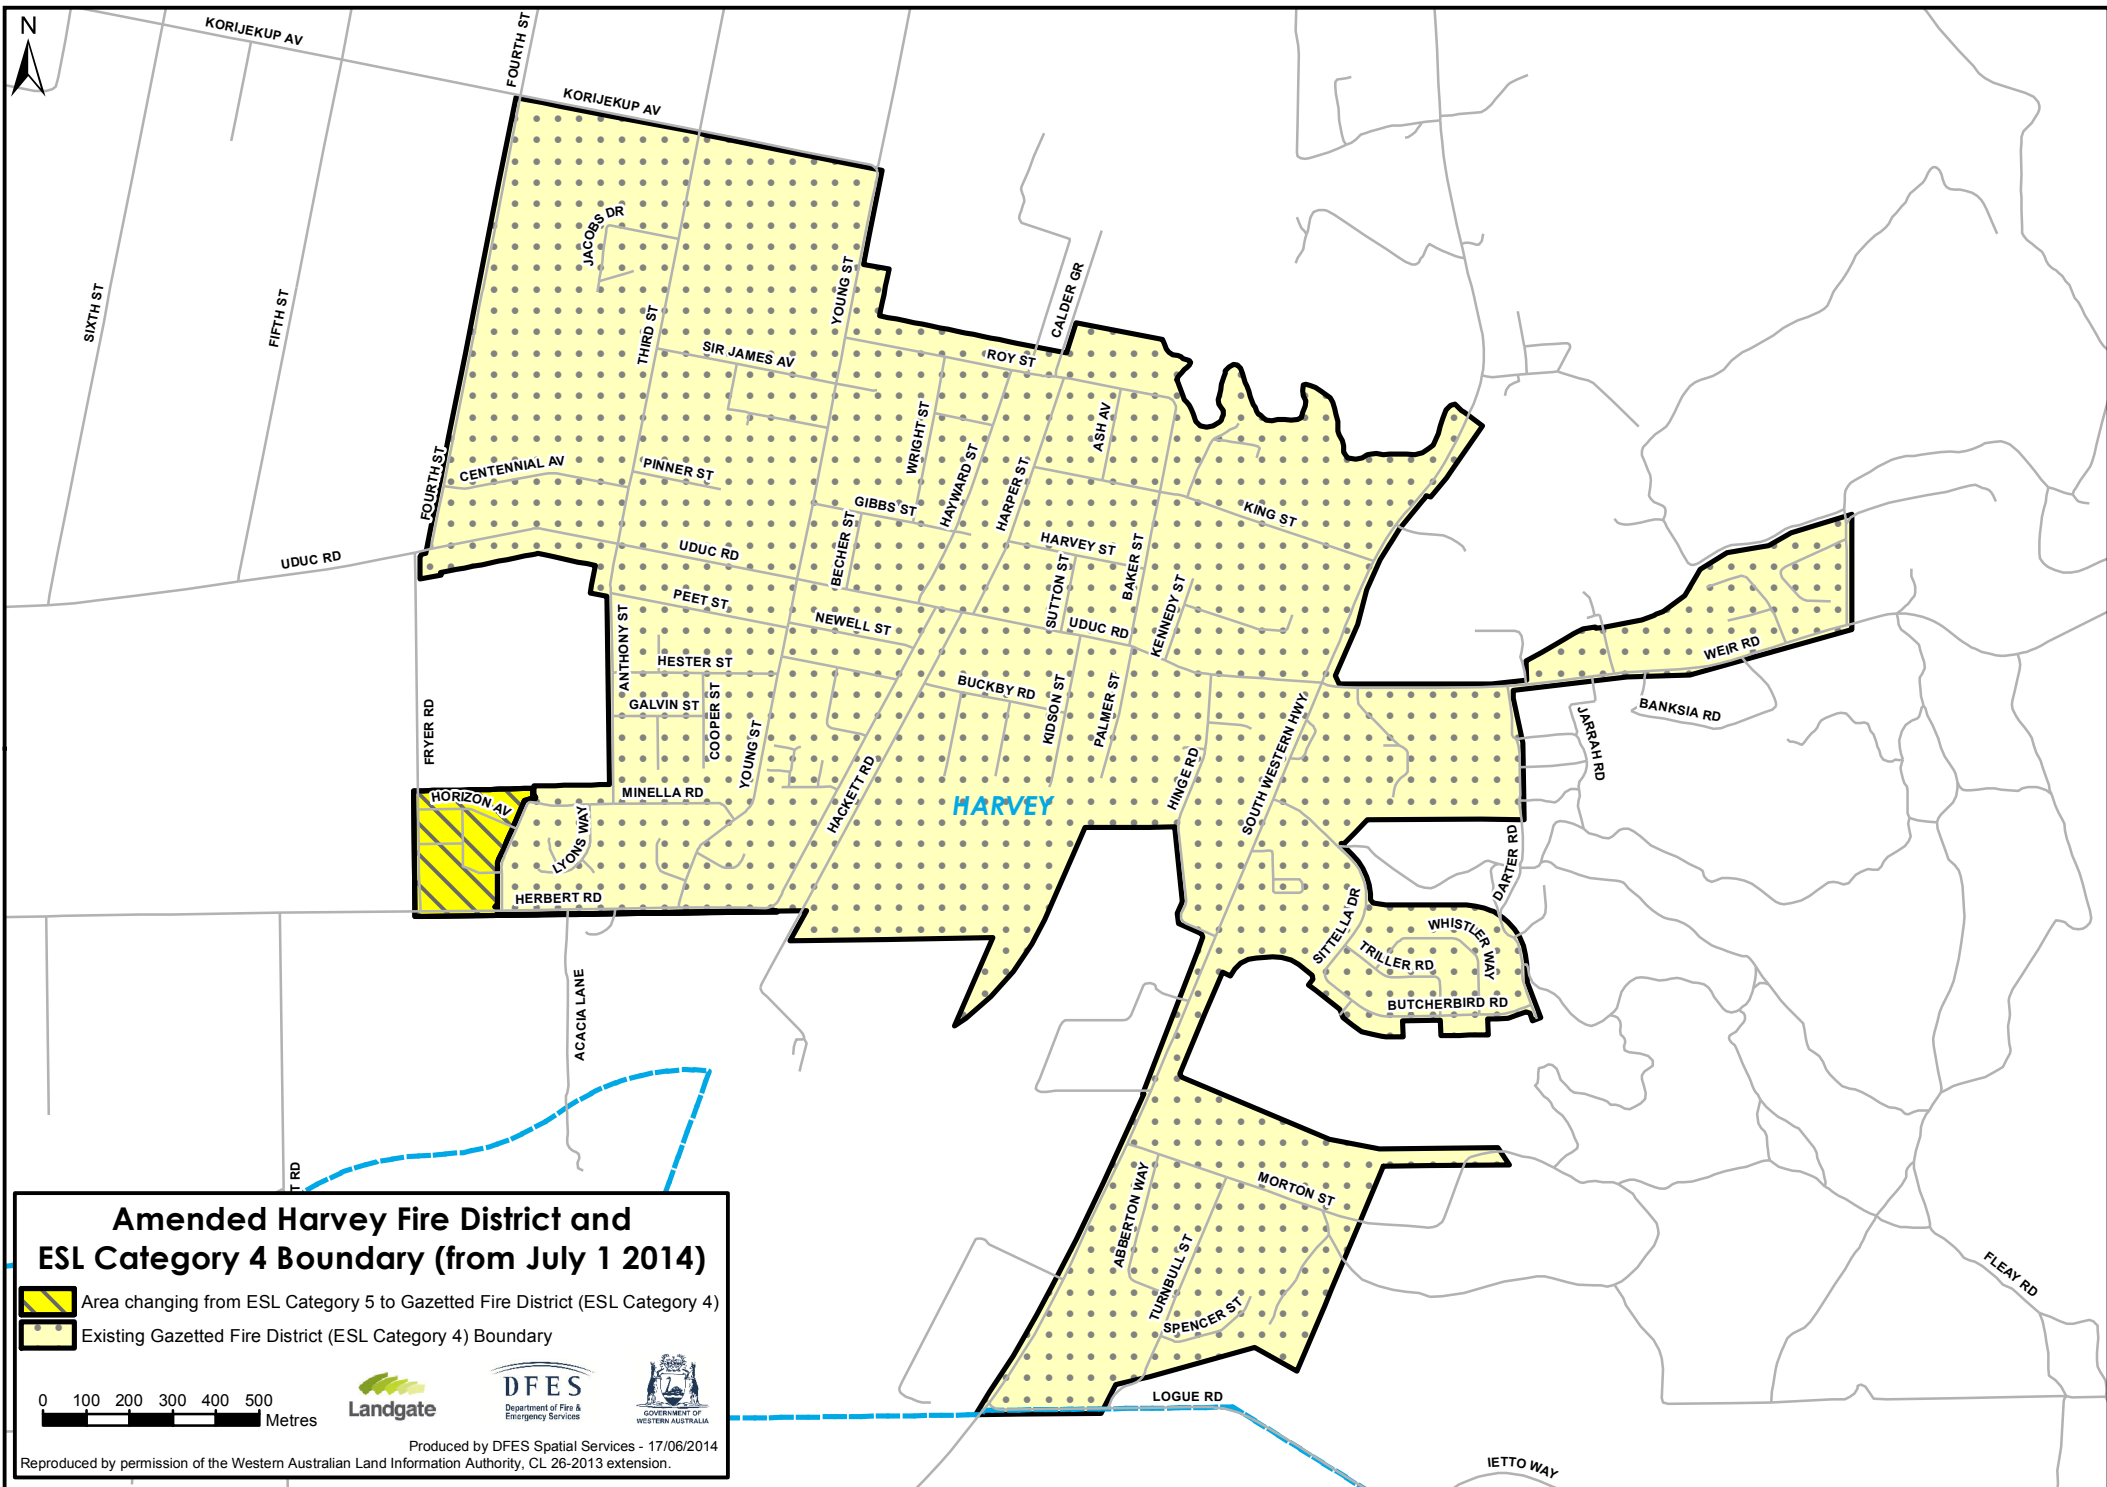 N
KORIJEKUP AV
FOURTH ST
KORIJEKUP AV
JACOBS DR
SIXTH ST
FIFTH ST
THIRD ST
YOUNG ST
CALDER GR
SIR JAMES AV
ROY ST
WRIGHT ST
ASH AV
HAYWARD ST
HARPER ST
FOURTH ST
CENTENNIAL AV
PINNER ST
GIBBS ST
KING ST
BECHER ST
HARVEY ST
UDUC RD
UDUC RD
SUTTON ST
BAKER ST
KENNEDY ST
PEET ST
NEWELL ST
UDUC RD
ANTHONY ST
HESTER ST
WEIR RD
BUCKBY RD
GALVIN ST
COOPER ST
KIDSON ST
PALMER ST
BANKSIA RD
JARRAH RD
FRYER RD
YOUNG ST
HACKETT RD
HINGE RD
SOUTH WESTERN HWY
HORIZON AV
MINELLA RD
HARVEY
LYONS WAY
DARTER RD
HERBERT RD
SITTELLA DR
WHISTLER WAY
TRILLER RD
BUTCHERBIRD RD
ACACIA LANE
T RD
ABBERTON WAY
MORTON ST
TURNBULL ST
SPENCER ST
FLEAY RD
LOGUE RD
IETTO WAY
Amended Harvey Fire District and
ESL Category 4 Boundary (from July 1 2014)
Area changing from ESL Category 5 to Gazetted Fire District (ESL Category 4)
Existing Gazetted Fire District (ESL Category 4) Boundary
0 100 200 300 400 500
Metres
Landgate
DFES
Department of Fire &
Emergency Services
GOVERNMENT OF
WESTERN AUSTRALIA
Produced by DFES Spatial Services - 17/06/2014
Reproduced by permission of the Western Australian Land Information Authority, CL 26-2013 extension.